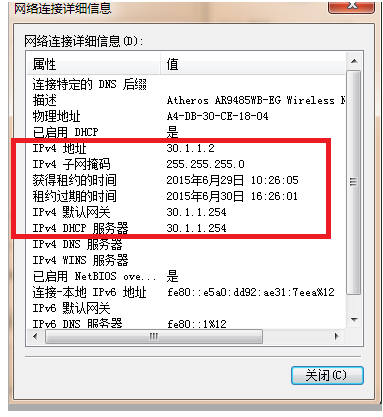 网络连接详细信息
网络连接详细信息(D):
属性 值
连接特定的 DNS 后缀
描述 Atheros AR9485WB-EG Wireless N
物理地址 A4-DB-30-CE-18-04
已启用 DHCP 是
IPv4 地址 30.1.1.2
IPv4 子网掩码 255.255.255.0
获得租约的时间 2015年6月29日 10:26:05
租约过期的时间 2015年6月30日 16:26:01
IPv4 默认网关 30.1.1.254
IPv4 DHCP 服务器 30.1.1.254
IPv4 DNS 服务器
IPv4 WINS 服务器
已启用 NetBIOS ove... 是
连接-本地 IPv6 地址 fe80::e5a0:dd92:ae31:7eea%12
IPv6 默认网关
IPv6 DNS 服务器 fe80::1%12
关闭(C)